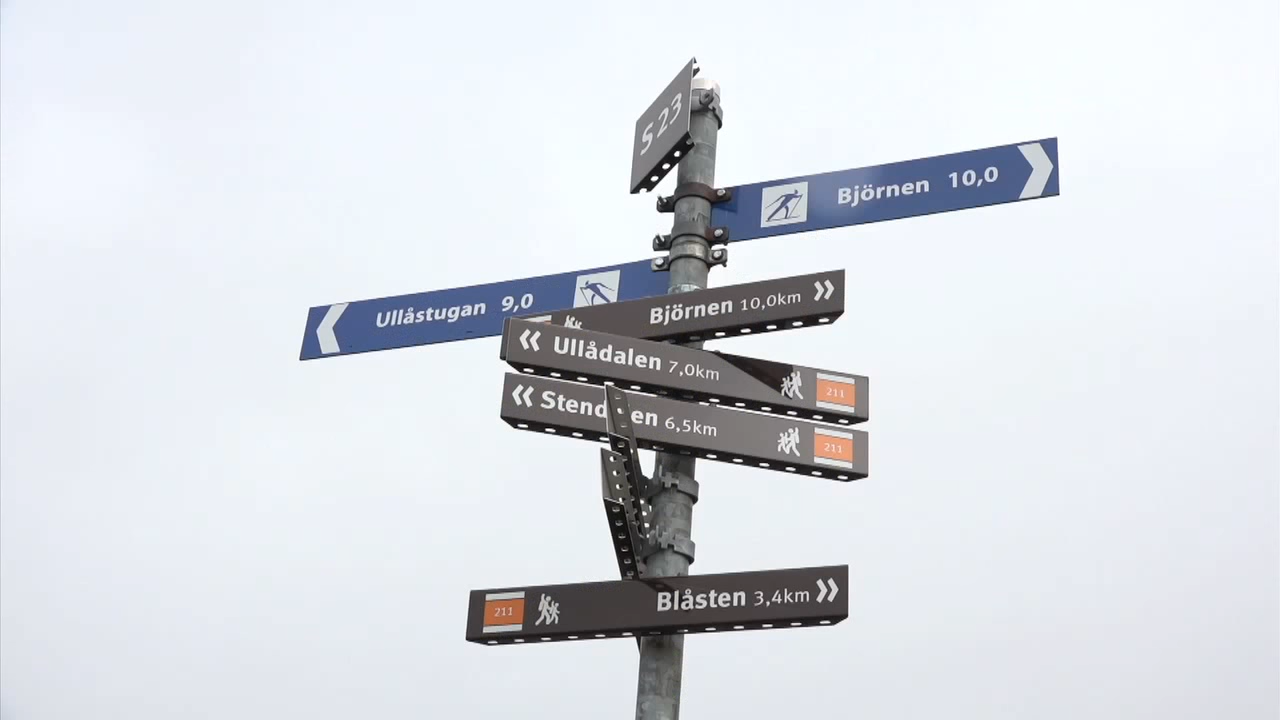 S 23
Björnen 10,0
Ullåstugan 9,0
Björnen 10,0km
Ullådalen 7,0km 211
6,5km 211
211 Blåsten 3,4km